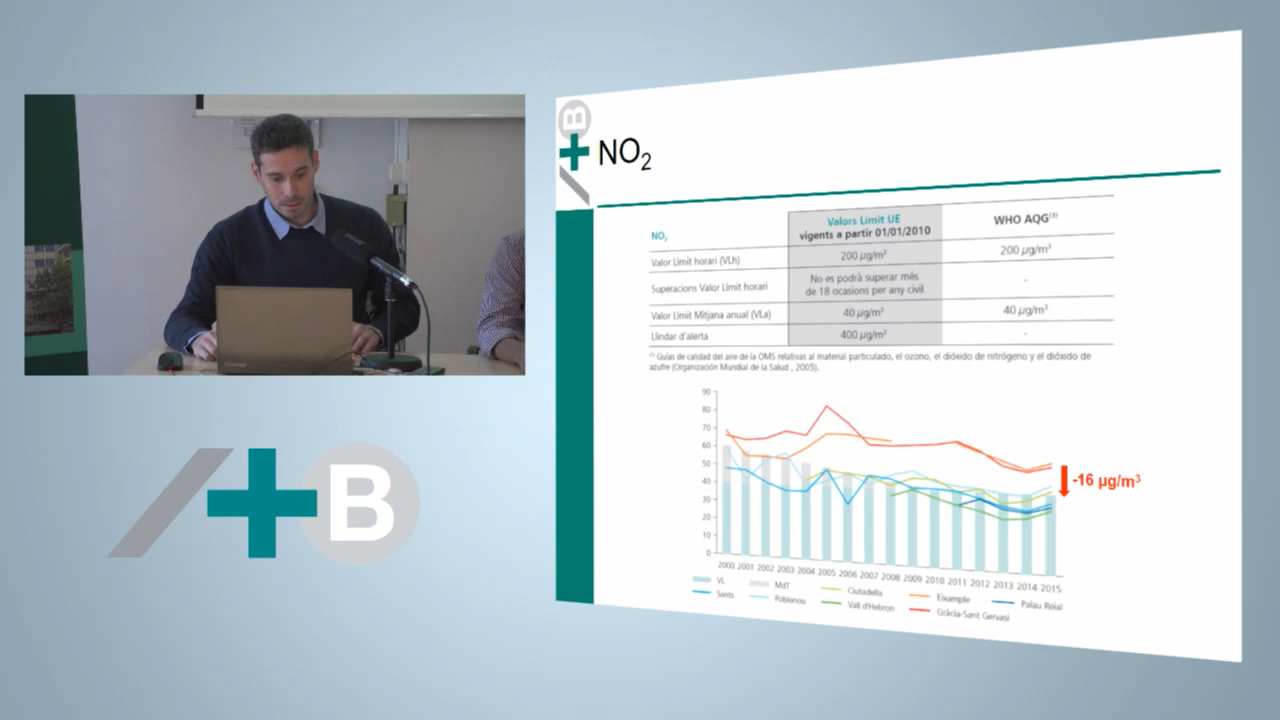 B
NO₂
NO₂
Valors Límit UE
vigents a partir 01/01/2010
WHO AQG⁽¹⁾
Valor Límit horari (VLh)
200 µg/m³
200 µg/m³
Superacions Valor Límit horari
No es podrà superar més
de 18 ocasions per any civil
-
Valor Límit Mitjana anual (VLa)
40 µg/m³
40 µg/m³
Llindar d'alerta
400 µg/m³
-
⁽¹⁾ Guías de calidad del aire de la OMS relativas al material particulado, el ozono, el dióxido de nitrógeno y el dióxido de
azufre (Organización Mundial de la Salud , 2005).
90
80
70
60
50
40
30
20
10
0
-16 µg/m³
2000 2001 2002 2003 2004 2005 2006 2007 2008 2009 2010 2011 2012 2013 2014 2015
VL
MdT
Ciutadella
Eixample
Palau Reial
Sants
Poblenou
Vall d'Hebron
Gràcia-Sant Gervasi
B